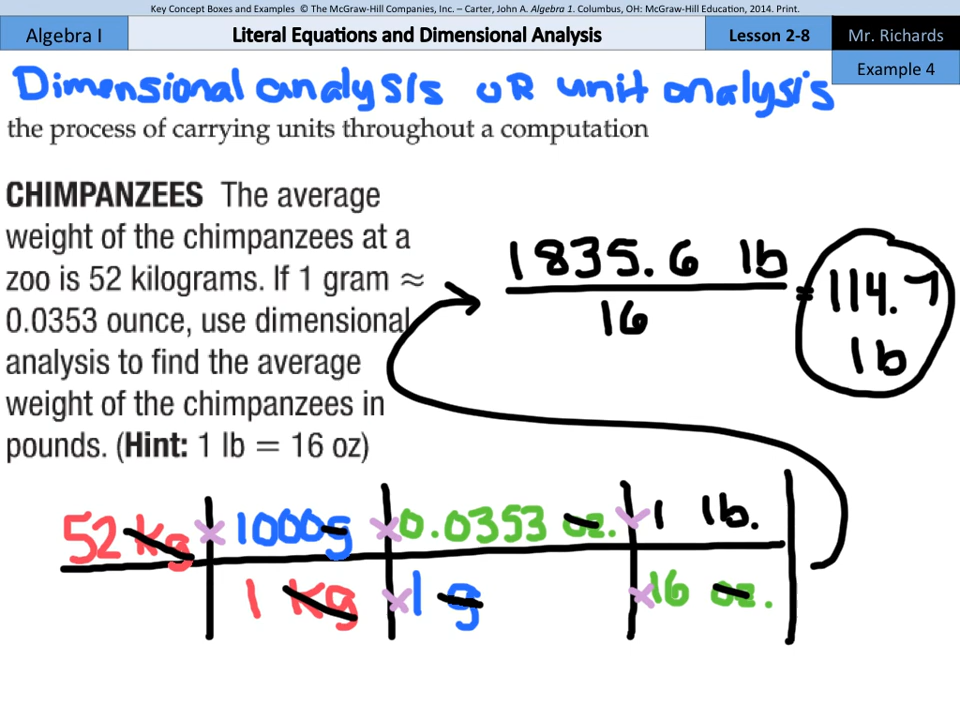 Key Concept Boxes and Examples © The McGraw-Hill Companies, Inc. – Carter, John A. Algebra 1. Columbus, OH: McGraw-Hill Education, 2014. Print.
Algebra I
Literal Equations and Dimensional Analysis
Lesson 2-8
Mr. Richards
Example 4
Dimensional analysis OR unit analysis
the process of carrying units throughout a computation
CHIMPANZEES The average
weight of the chimpanzees at a
zoo is 52 kilograms. If 1 gram ≈
0.0353 ounce, use dimensional
analysis to find the average
weight of the chimpanzees in
pounds. (Hint: 1 lb = 16 oz)
1835.6 lb
16
= 114.7
lb
52 kg × 1000g × 0.0353 oz. × 1 lb.
1 kg × 1 g × 16 oz.